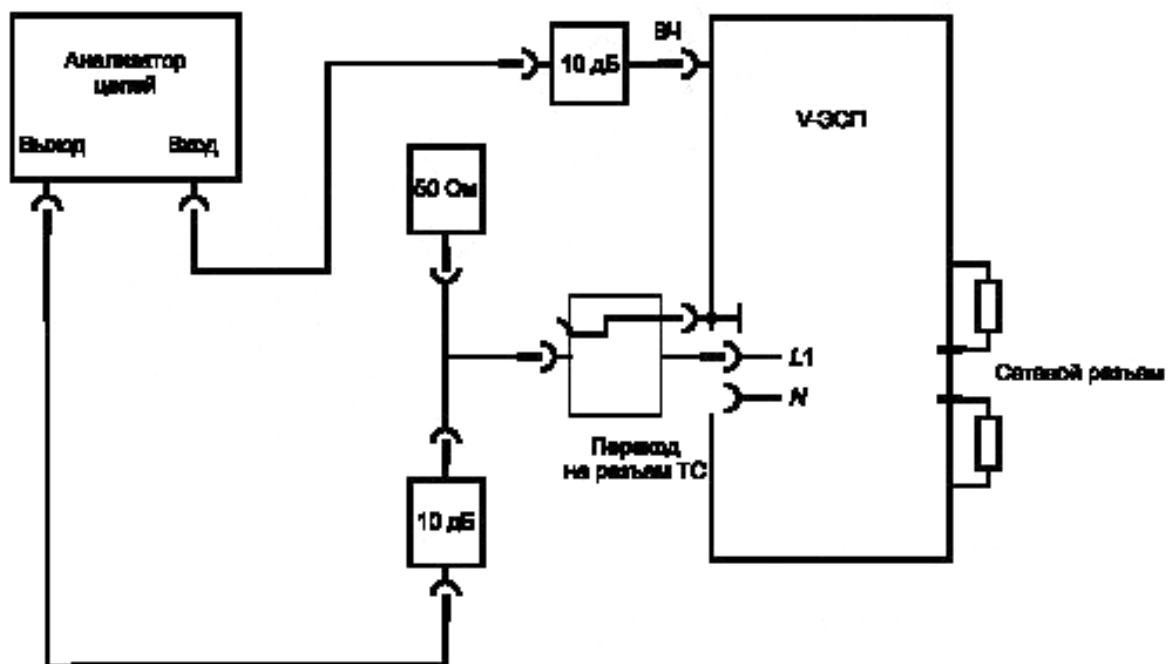 Анализатор
цепей
Выход
Вход
10 дБ
ВЧ
V-ЭСП
50 Ом
L1
N
Сетевой разъем
Переход
на разъем ТС
10 дБ